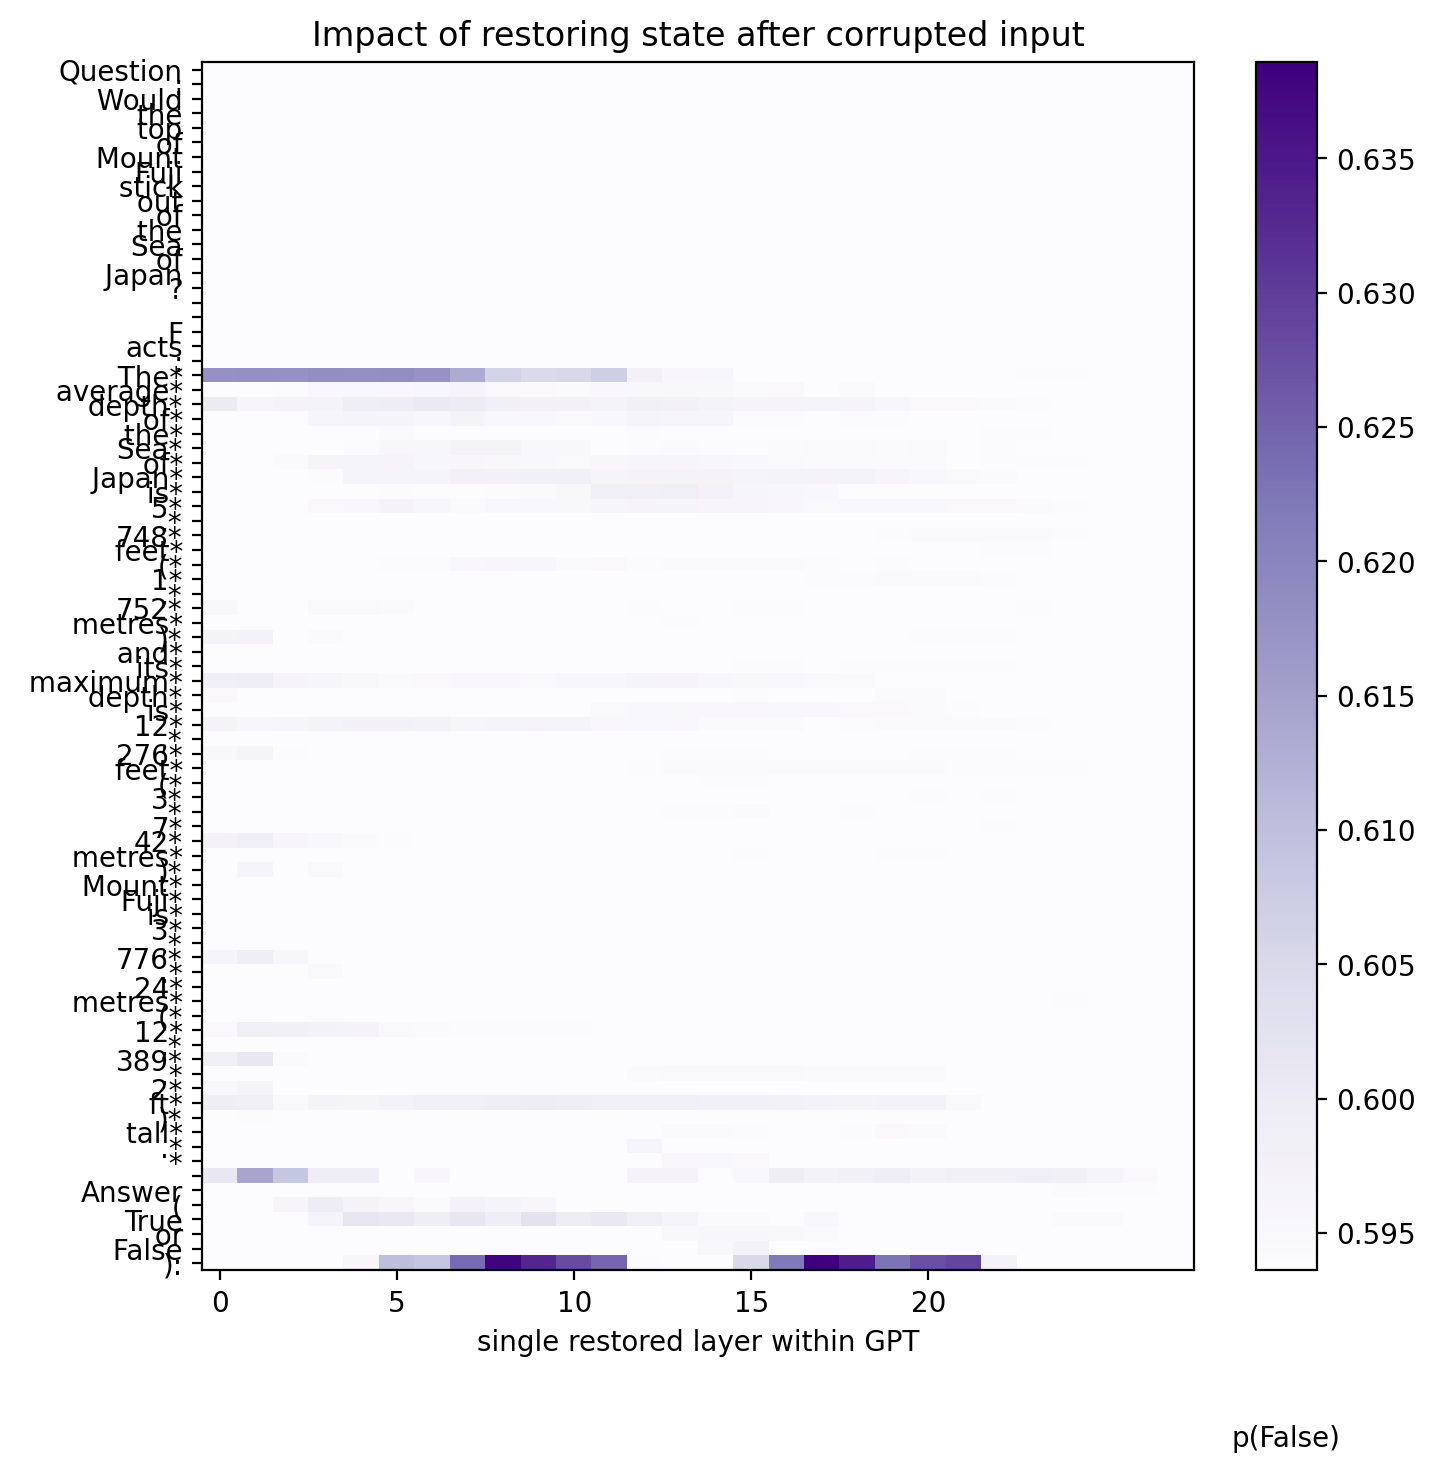 Impact of restoring state after corrupted input
Question
:
Would
the
top
of
Mount
Fuji
stick
out
of
the
Sea
of
Japan
?
F
acts
:
The*
average*
depth*
of*
the*
Sea*
of*
Japan*
is*
5*
,*
748*
feet*
(*
1*
,*
752*
metres*
)*
and*
its*
maximum*
depth*
is*
12*
,*
276*
feet*
(*
3*
,*
7*
42*
metres*
)*
Mount*
Fuji*
is*
3*
,*
776*
.*
24*
metres*
(*
12*
,*
389*
.*
2*
ft*
)*
tall*
.*
*
Answer
(
True
or
False
):
0
5
10
15
20
single restored layer within GPT
0.635
0.630
0.625
0.620
0.615
0.610
0.605
0.600
0.595
p(False)